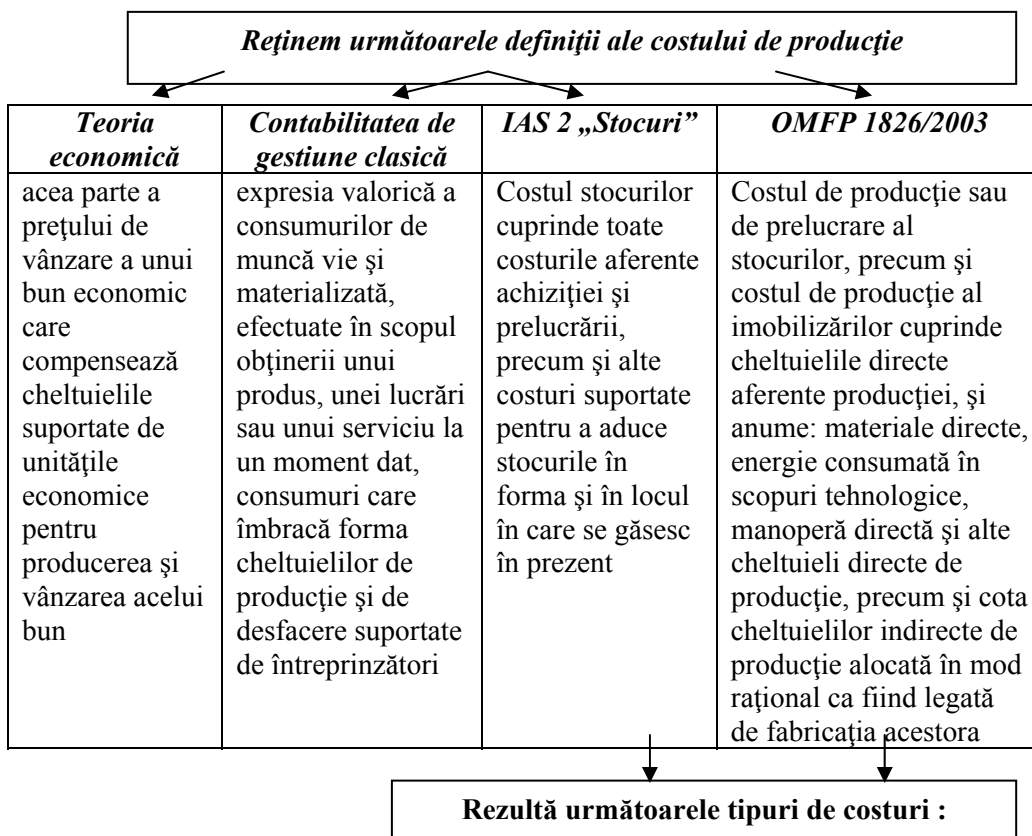 Reţinem următoarele definiţii ale costului de producţie
Teoria
economică
acea parte a
preţului de
vânzare a unui
bun economic
care
compensează
cheltuielile
suportate de
unităţile
economice
pentru
producerea şi
vânzarea acelui
bun
Contabilitatea de
gestiune clasică
expresia valorică a
consumurilor de
muncă vie şi
materializată,
efectuate în scopul
obţinerii unui
produs, unei lucrări
sau unui serviciu la
un moment dat,
consumuri care
îmbracă forma
cheltuielilor de
producţie şi de
desfacere suportate
de întreprinzători
IAS 2 „Stocuri”
Costul stocurilor
cuprinde toate
costurile aferente
achiziţiei şi
prelucrării,
precum şi alte
costuri suportate
pentru a aduce
stocurile în
forma şi în locul
în care se găsesc
în prezent
OMFP 1826/2003
Costul de producţie sau
de prelucrare al
stocurilor, precum şi
costul de producţie al
imobilizărilor cuprinde
cheltuielile directe
aferente producţiei, şi
anume: materiale directe,
energie consumată în
scopuri tehnologice,
manoperă directă şi alte
cheltuieli directe de
producţie, precum şi cota
cheltuielilor indirecte de
producţie alocată în mod
raţional ca fiind legată
de fabricaţia acestora
Rezultă următoarele tipuri de costuri :